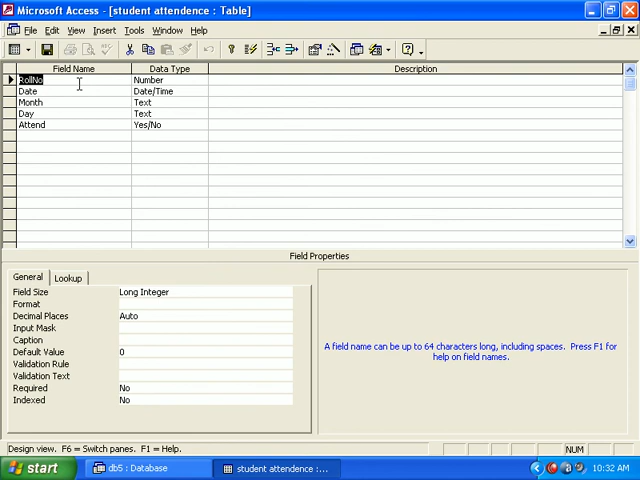 Microsoft Access - [student attendence : Table]
File Edit View Insert Tools Window Help
Field Name Data Type Description
RollNo Number
Date Date/Time
Month Text
Day Text
Attend Yes/No
Field Properties
General Lookup
Field Size Long Integer
Format
Decimal Places Auto
Input Mask
Caption
Default Value 0
Validation Rule
Validation Text
Required No
Indexed No
A field name can be up to 64 characters long, including spaces. Press F1 for
help on field names.
Design view. F6 = Switch panes. F1 = Help. NUM
start db5 : Database student attendence :... 10:32 AM